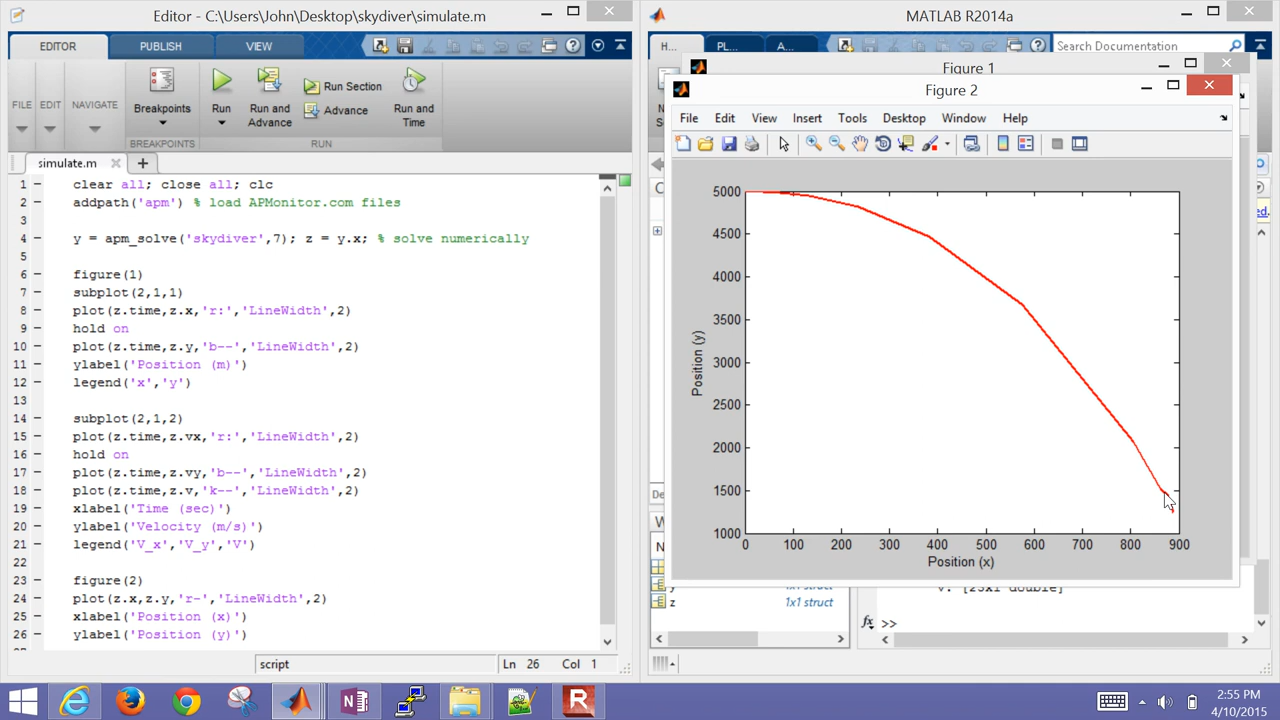 Editor - C:\Users\John\Desktop\skydiver\simulate.m
EDITOR PUBLISH VIEW
FILE EDIT NAVIGATE
Breakpoints
BREAKPOINTS
Run
Run and Advance
Run Section
Advance
Run and Time
RUN
simulate.m
1 clear all; close all; clc
2 addpath('apm') % load APMonitor.com files
3
4 y = apm_solve('skydiver',7); z = y.x; % solve numerically
5
6 figure(1)
7 subplot(2,1,1)
8 plot(z.time,z.x,'r:','LineWidth',2)
9 hold on
10 plot(z.time,z.y,'b--','LineWidth',2)
11 ylabel('Position (m)')
12 legend('x','y')
13
14 subplot(2,1,2)
15 plot(z.time,z.vx,'r:','LineWidth',2)
16 hold on
17 plot(z.time,z.vy,'b--','LineWidth',2)
18 plot(z.time,z.v,'k--','LineWidth',2)
19 xlabel('Time (sec)')
20 ylabel('Velocity (m/s)')
21 legend('V_x','V_y','V')
22
23 figure(2)
24 plot(z.x,z.y,'r-','LineWidth',2)
25 xlabel('Position (x)')
26 ylabel('Position (y)')
script
Ln 26 Col 1
MATLAB R2014a
H... PL... A...
Search Documentation
Figure 1
Figure 2
File Edit View Insert Tools Desktop Window Help
5000
4500
4000
3500
3000
2500
2000
1500
1000
Position (y)
0 100 200 300 400 500 600 700 800 900
Position (x)
y 1x1 struct
z 1x1 struct
v: [25x1 double]
fx >>
2:55 PM
4/10/2015